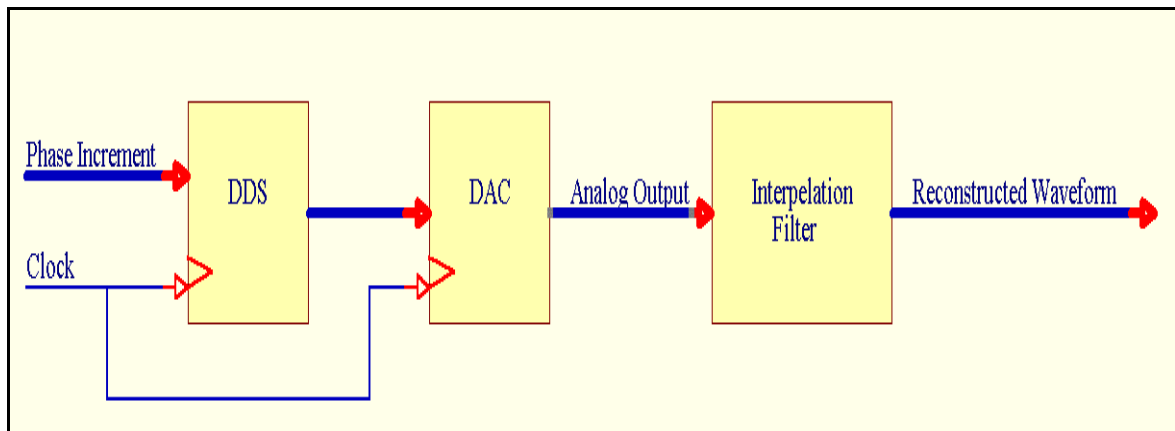 Phase Increment
Clock
DDS
DAC
Analog Output
Interpelation
Filter
Reconstructed Waveform